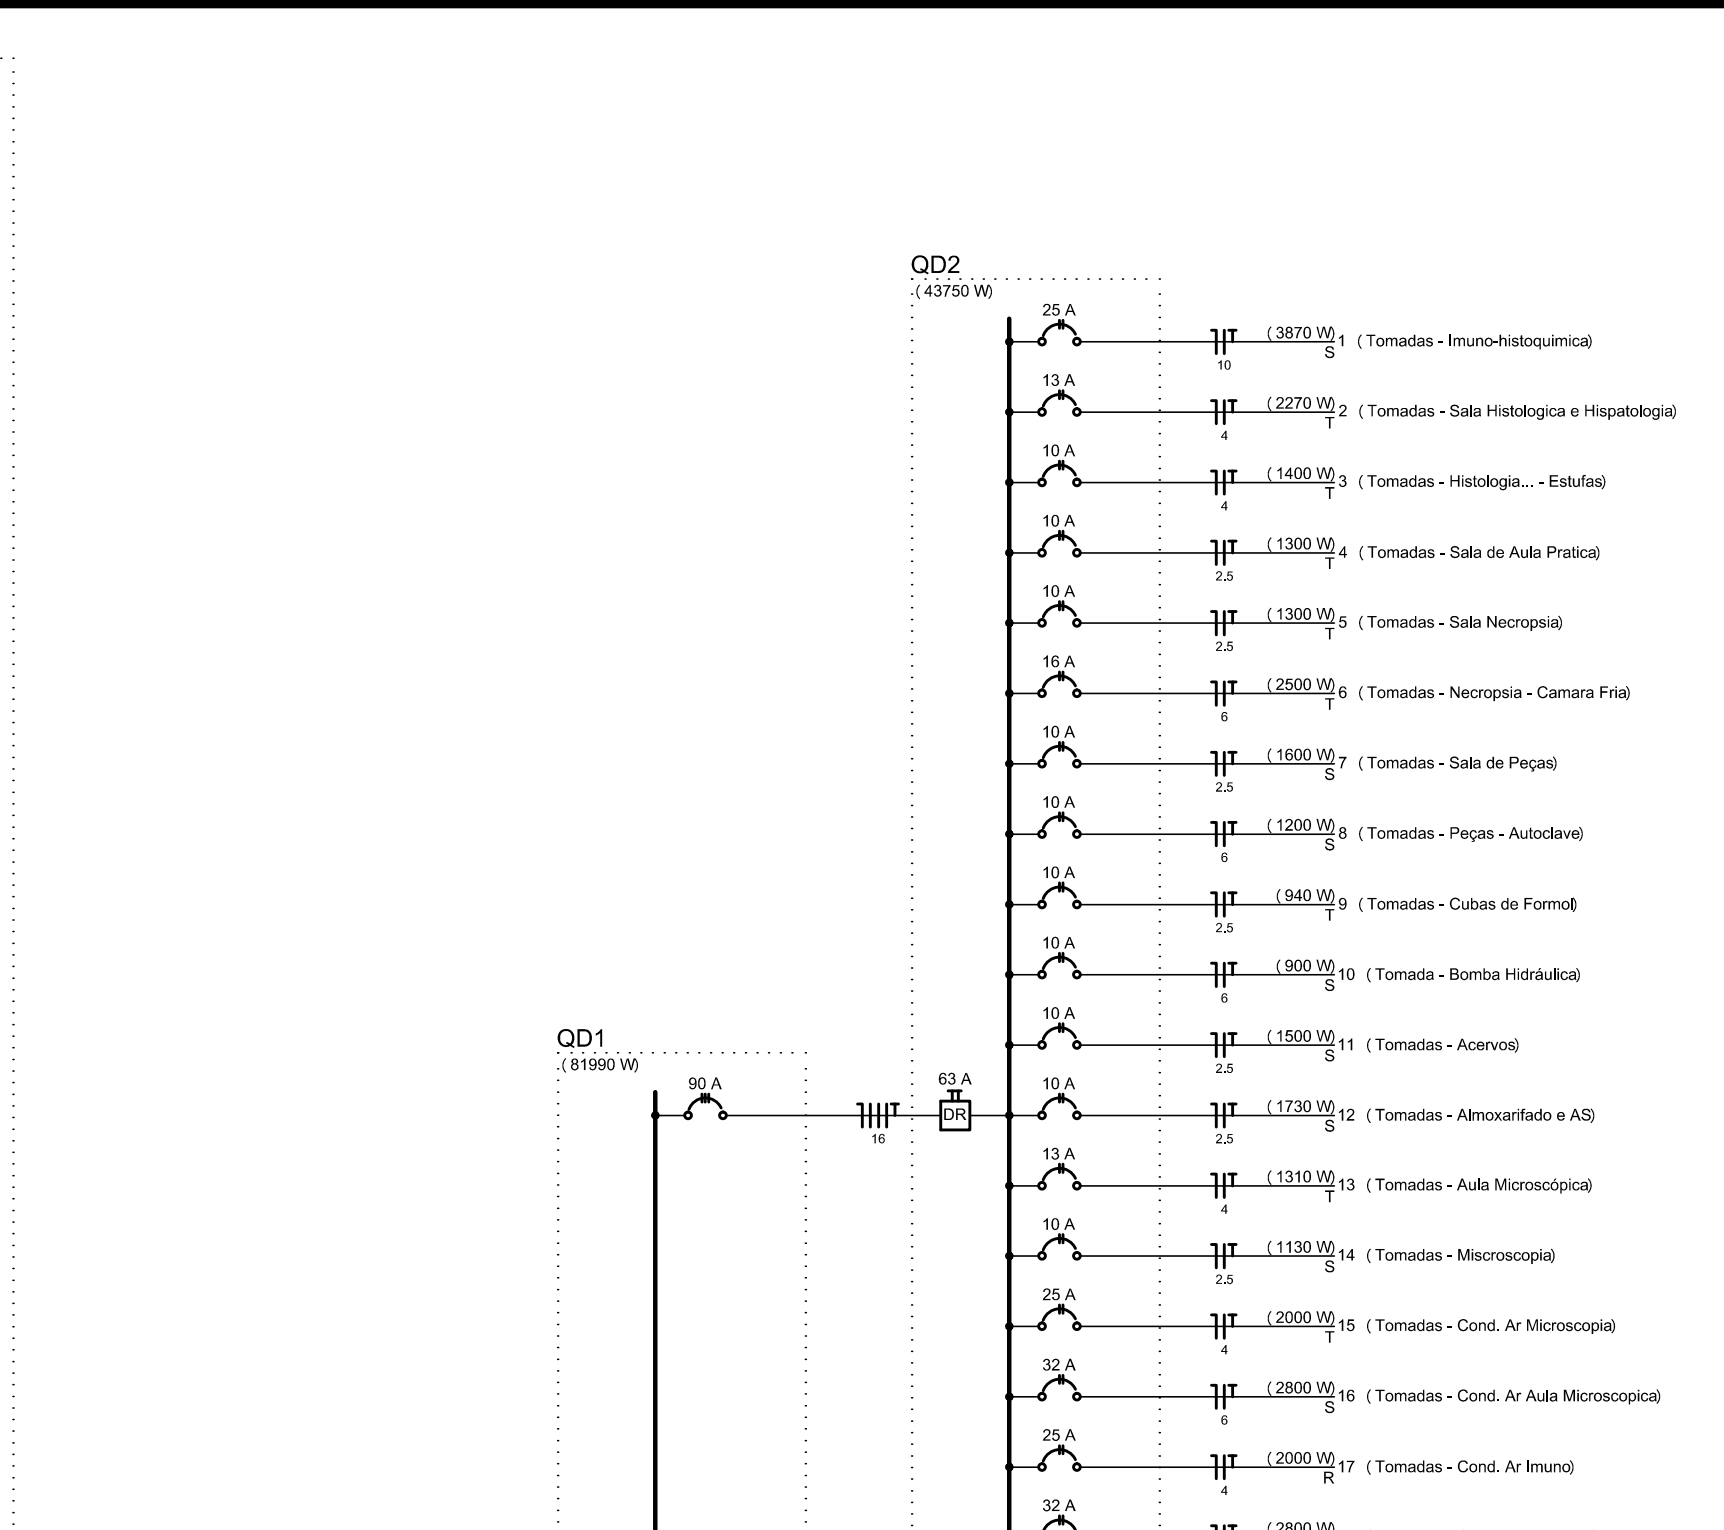 QD2
( 43750 W)
25 A
( 3870 W) 1 ( Tomadas - Imuno-histoquimica)
S
10
13 A
( 2270 W) 2 ( Tomadas - Sala Histologica e Hispatologia)
T
4
10 A
( 1400 W) 3 ( Tomadas - Histologia... - Estufas)
T
4
10 A
( 1300 W) 4 ( Tomadas - Sala de Aula Pratica)
T
2.5
10 A
( 1300 W) 5 ( Tomadas - Sala Necropsia)
T
2.5
16 A
( 2500 W) 6 ( Tomadas - Necropsia - Camara Fria)
T
6
10 A
( 1600 W) 7 ( Tomadas - Sala de Peças)
S
2.5
10 A
( 1200 W) 8 ( Tomadas - Peças - Autoclave)
S
6
10 A
( 940 W) 9 ( Tomadas - Cubas de Formol)
T
2.5
10 A
( 900 W) 10 ( Tomada - Bomba Hidráulica)
S
6
10 A
( 1500 W) 11 ( Tomadas - Acervos)
S
2.5
QD1
( 81990 W)
90 A
16
63 A
DR
10 A
( 1730 W) 12 ( Tomadas - Almoxarifado e AS)
S
2.5
13 A
( 1310 W) 13 ( Tomadas - Aula Microscópica)
T
4
10 A
( 1130 W) 14 ( Tomadas - Miscroscopia)
S
2.5
25 A
( 2000 W) 15 ( Tomadas - Cond. Ar Microscopia)
T
4
32 A
( 2800 W) 16 ( Tomadas - Cond. Ar Aula Microscopica)
S
6
25 A
( 2000 W) 17 ( Tomadas - Cond. Ar Imuno)
R
4
32 A
( 2800 W)